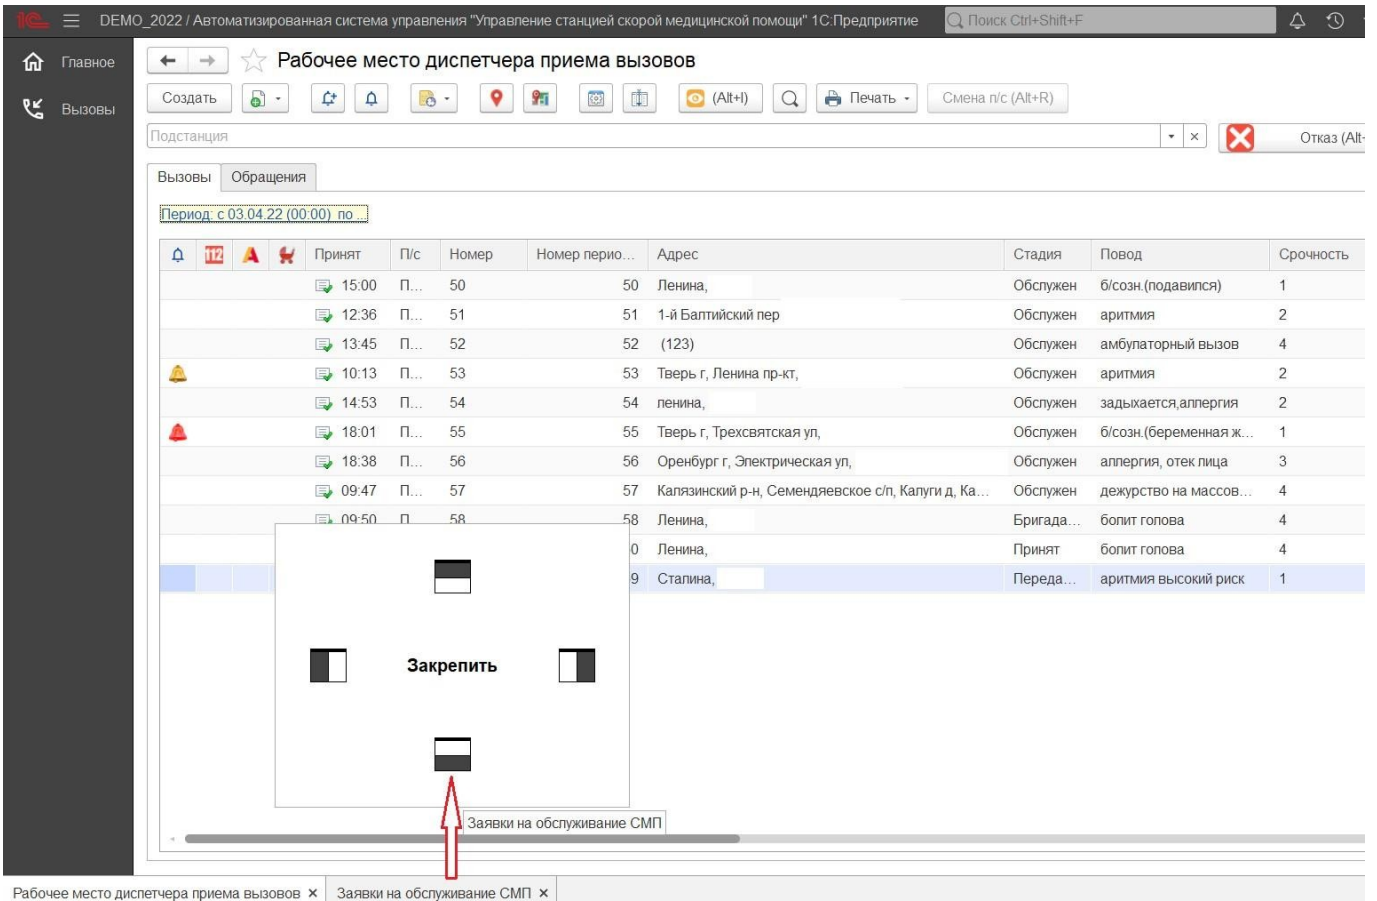 1С DEMO_2022 / Автоматизированная система управления "Управление станцией скорой медицинской помощи" 1С:Предприятие Поиск Ctrl+Shift+F
Главное
Вызовы
Рабочее место диспетчера приема вызовов
Создать (Alt+I) Печать Смена п/с (Alt+R)
Подстанция Отказ (Alt+
Вызовы Обращения
Период: с 03.04.22 (00:00) по ...
112 А Принят П/с Номер Номер перио... Адрес Стадия Повод Срочность
15:00 П... 50 50 Ленина, Обслужен б/созн.(подавился) 1
12:36 П... 51 51 1-й Балтийский пер Обслужен аритмия 2
13:45 П... 52 52 (123) Обслужен амбулаторный вызов 4
10:13 П... 53 53 Тверь г, Ленина пр-кт, Обслужен аритмия 2
14:53 П... 54 54 ленина, Обслужен задыхается,аллергия 2
18:01 П... 55 55 Тверь г, Трехсвятская ул, Обслужен б/созн.(беременная ж... 1
18:38 П... 56 56 Оренбург г, Электрическая ул, Обслужен аллергия, отек лица 3
09:47 П... 57 57 Калязинский р-н, Семендяевское с/п, Калуги д, Ка... Обслужен дежурство на массов... 4
09:50 П... 58 58 Ленина, Бригада... болит голова 4
0 Ленина, Принят болит голова 4
9 Сталина, Переда... аритмия высокий риск 1
Закрепить
Заявки на обслуживание СМП
Рабочее место диспетчера приема вызовов × Заявки на обслуживание СМП ×